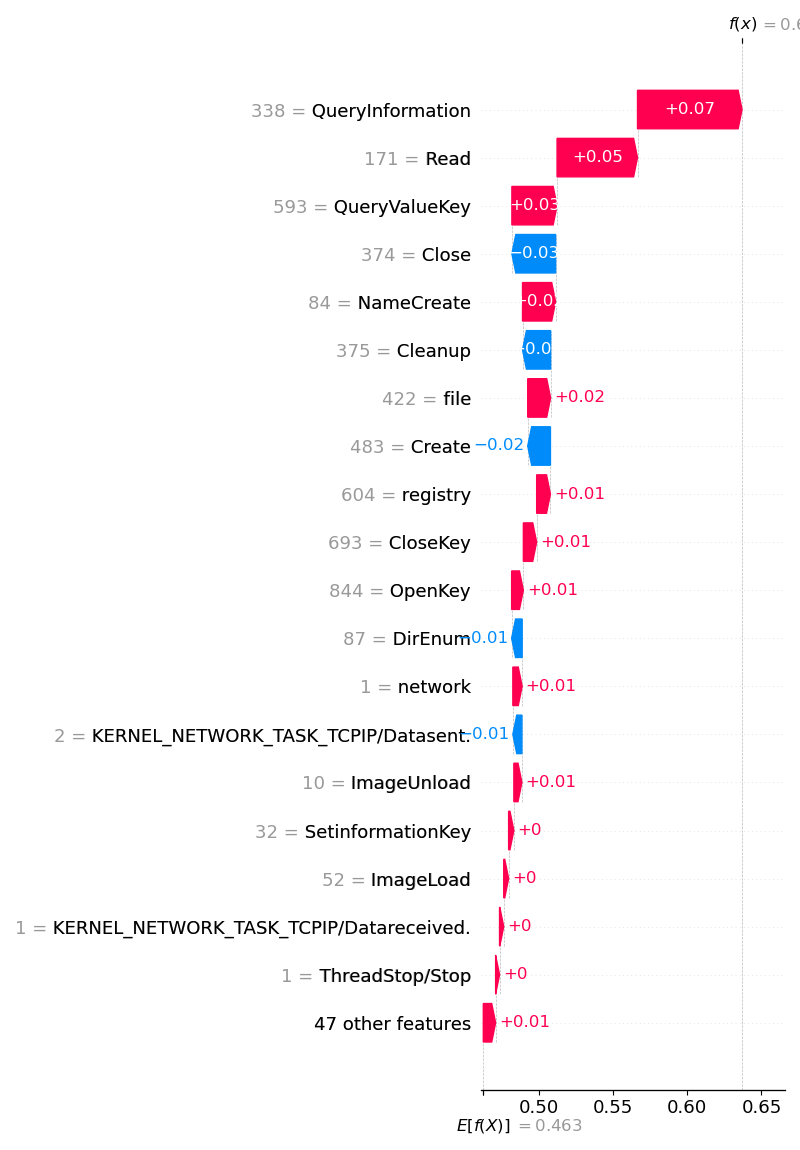 f(x) = 0.6
338 = QueryInformation +0.07
171 = Read +0.05
593 = QueryValueKey +0.03
374 = Close −0.03
84 = NameCreate
375 = Cleanup
422 = file +0.02
483 = Create −0.02
604 = registry +0.01
693 = CloseKey +0.01
844 = OpenKey +0.01
87 = DirEnum −0.01
1 = network +0.01
2 = KERNEL_NETWORK_TASK_TCPIP/Datasent. −0.01
10 = ImageUnload +0.01
32 = SetinformationKey +0
52 = ImageLoad +0
1 = KERNEL_NETWORK_TASK_TCPIP/Datareceived. +0
1 = ThreadStop/Stop +0
47 other features +0.01
0.50 0.55 0.60 0.65
E[f(X)] = 0.463